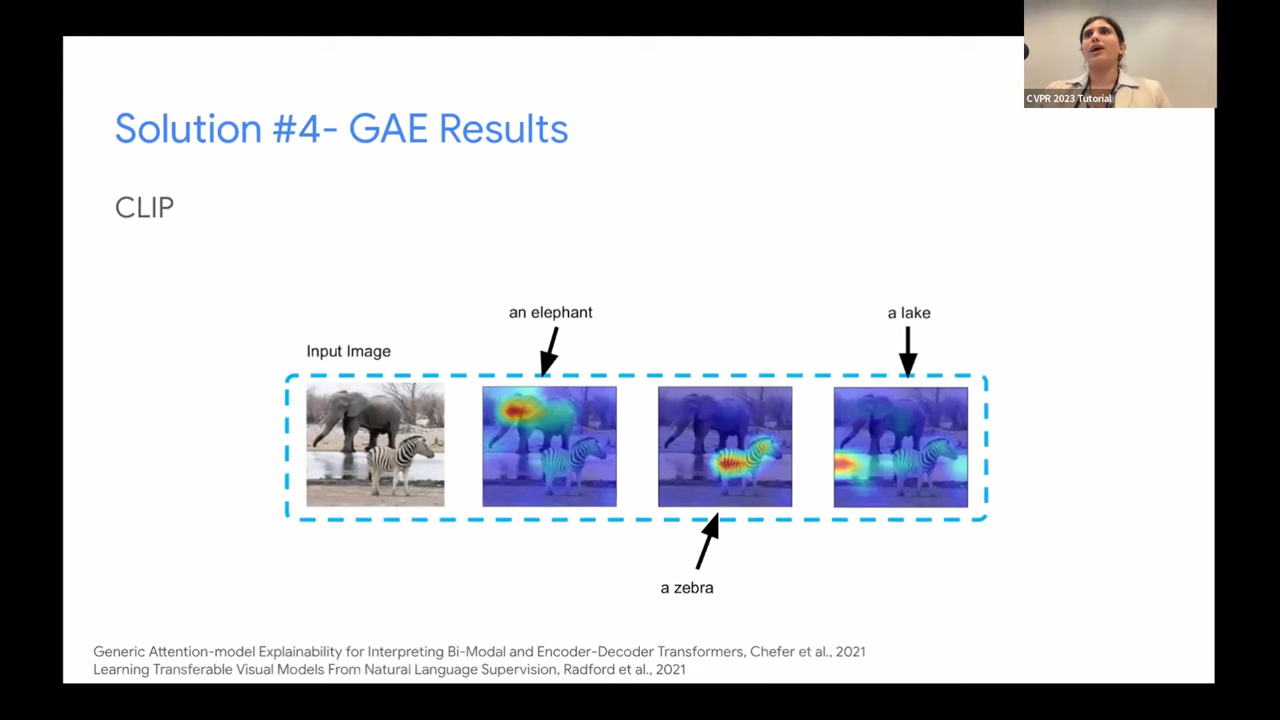 CVPR 2023 Tutorial
Solution #4- GAE Results
CLIP
an elephant
a lake
Input Image
a zebra
Generic Attention-model Explainability for Interpreting Bi-Modal and Encoder-Decoder Transformers, Chefer et al., 2021
Learning Transferable Visual Models From Natural Language Supervision, Radford et al., 2021